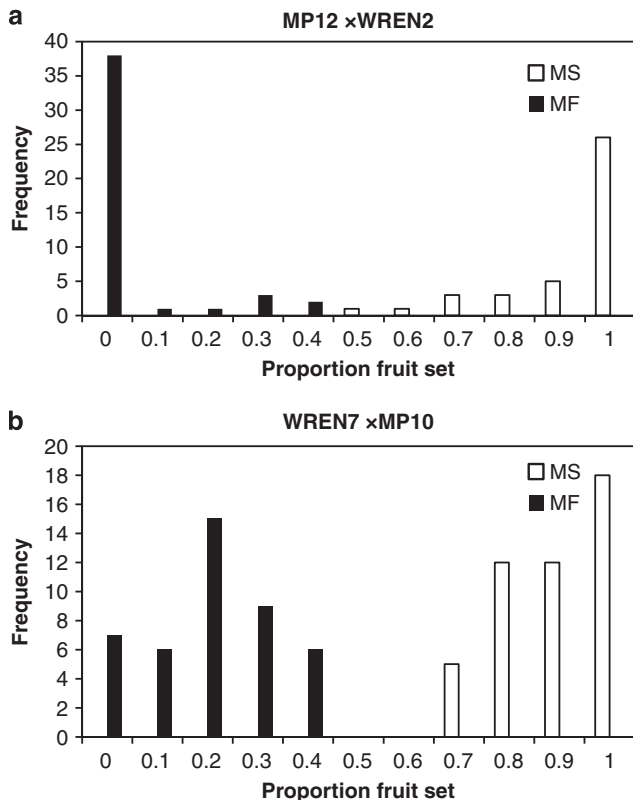 a
MP12 ×WREN2
40
35
30
25
20
15
10
5
0
Frequency
MS
MF
0 0.1 0.2 0.3 0.4 0.5 0.6 0.7 0.8 0.9 1
Proportion fruit set
b
WREN7 ×MP10
20
18
16
14
12
10
8
6
4
2
0
Frequency
MS
MF
0 0.1 0.2 0.3 0.4 0.5 0.6 0.7 0.8 0.9 1
Proportion fruit set